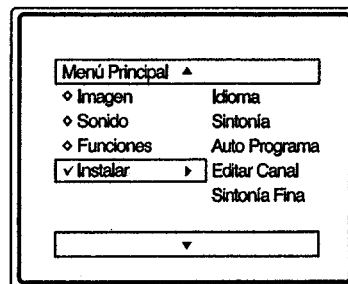 Menú Principal ▲
◇ Imagen Idioma
◇ Sonido Sintonía
◇ Funciones Auto Programa
✓ Instalar ▶ Editar Canal
Sintonía Fina
▼